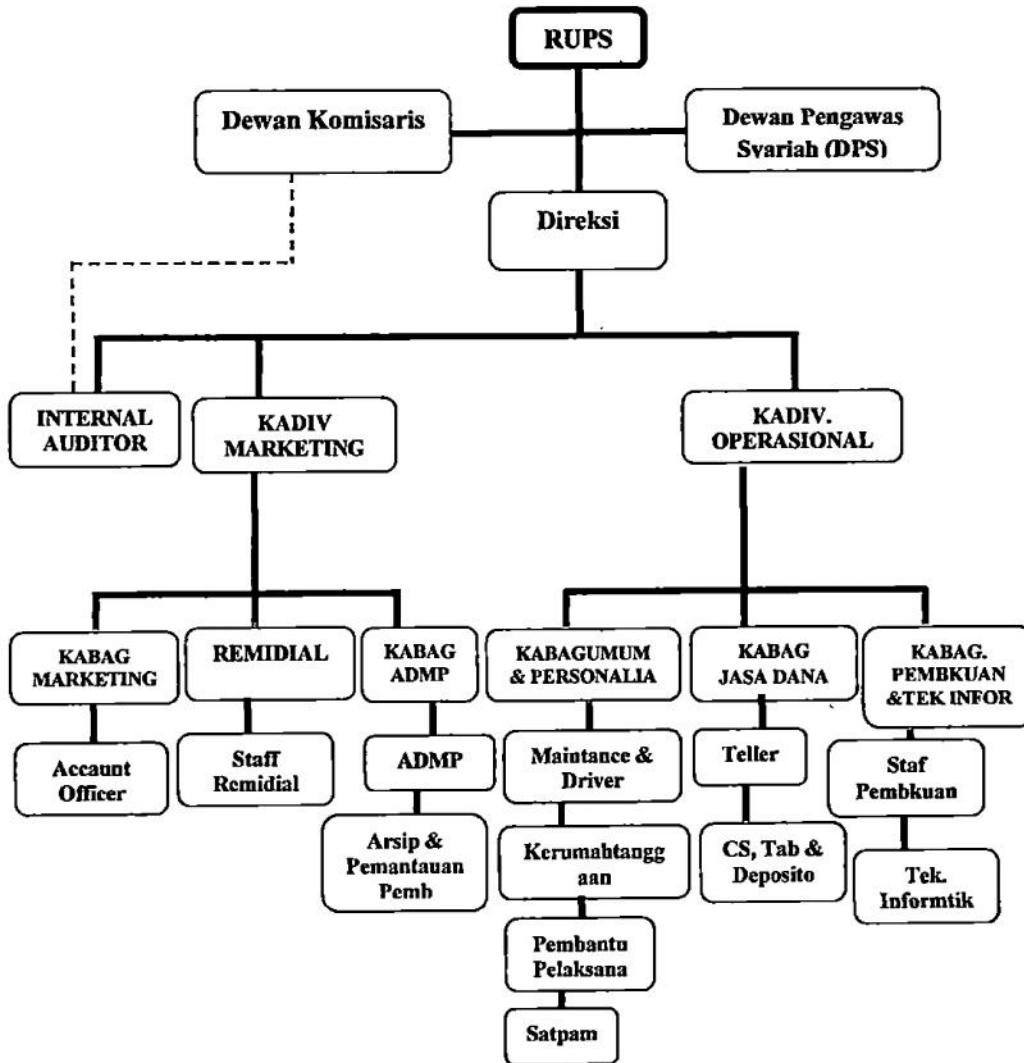 RUPS
Dewan Komisaris
Dewan Pengawas
Svariah (DPS)
Direksi
INTERNAL
AUDITOR
KADIV
MARKETING
KADIV.
OPERASIONAL
KABAG
MARKETING
REMIDIAL
KABAG
ADMP
KABAGUMUM
& PERSONALIA
KABAG
JASA DANA
KABAG.
PEMBKUAN
&TEK INFOR
Accaunt
Officer
Staff
Remidial
ADMP
Maintance &
Driver
Teller
Staf
Pembkuan
Arsip &
Pemantauan
Pemb
Kerumahtangg
aan
CS, Tab &
Deposito
Tek.
Informtik
Pembantu
Pelaksana
Satpam